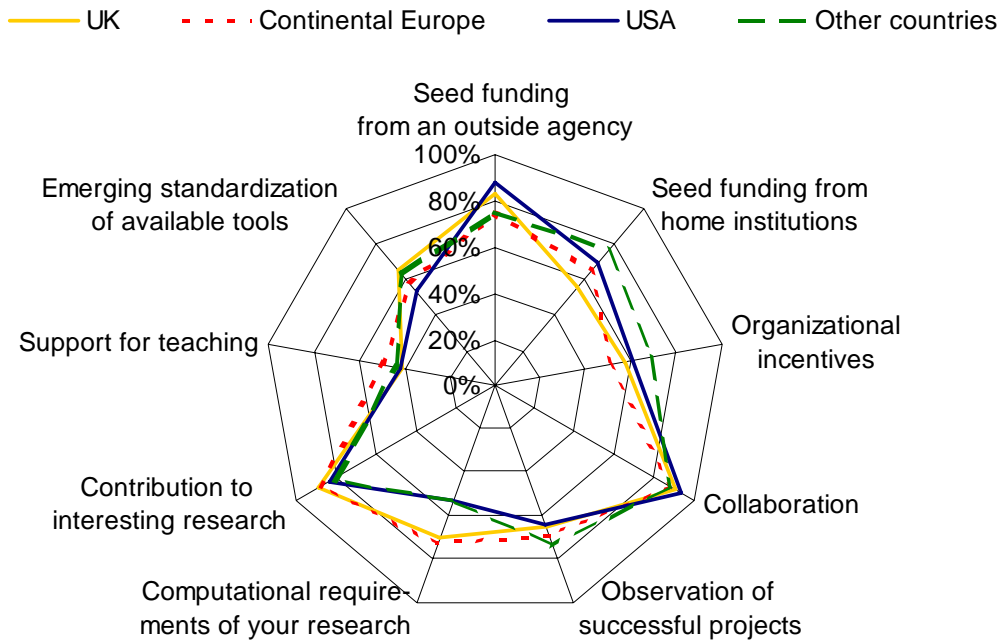 UK Continental Europe USA Other countries
Seed funding
from an outside agency
100%
80%
60%
40%
20%
0%
Seed funding from
home institutions
Organizational
incentives
Collaboration
Observation of
successful projects
Computational require-
ments of your research
Contribution to
interesting research
Support for teaching
Emerging standardization
of available tools